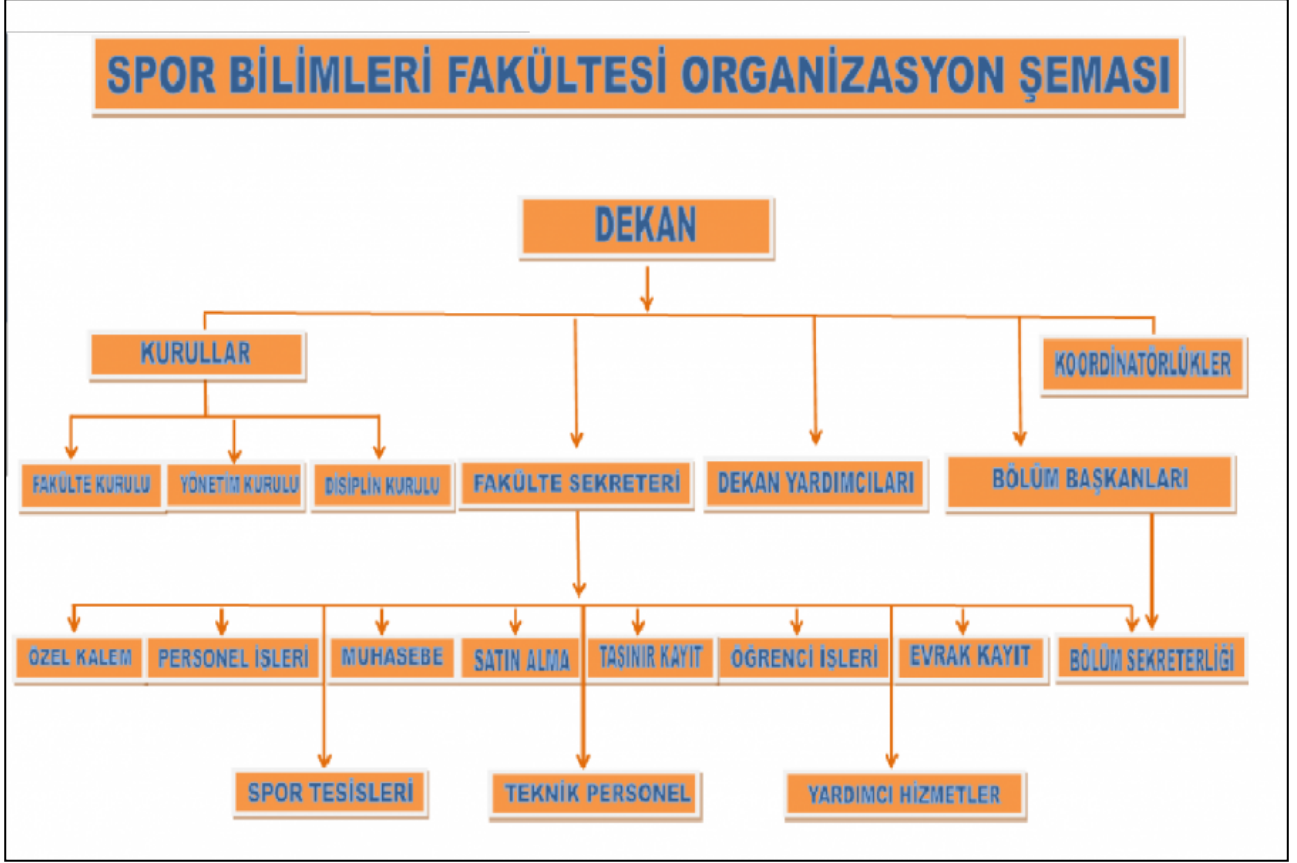 SPOR BİLİMLERİ FAKÜLTESİ ORGANİZASYON ŞEMASI
DEKAN
KURULLAR
KOORDİNATÖRLÜKLER
FAKÜLTE KURULU
YÖNETİM KURULU
DİSİPLİN KURULU
FAKÜLTE SEKRETERİ
DEKAN YARDIMCILARI
BÖLÜM BAŞKANLARI
ÖZEL KALEM
PERSONEL İŞLERİ
MUHASEBE
SATIN ALMA
TAŞINIR KAYIT
ÖĞRENCİ İŞLERİ
EVRAK KAYIT
BÖLÜM SEKRETERLİĞİ
SPOR TESİSLERİ
TEKNİK PERSONEL
YARDIMCI HİZMETLER